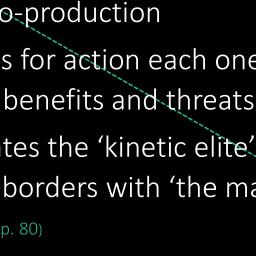 o-production
s for action each one
benefits and threats
tes the ‘kinetic elite’
borders with ‘the ma
p. 80)